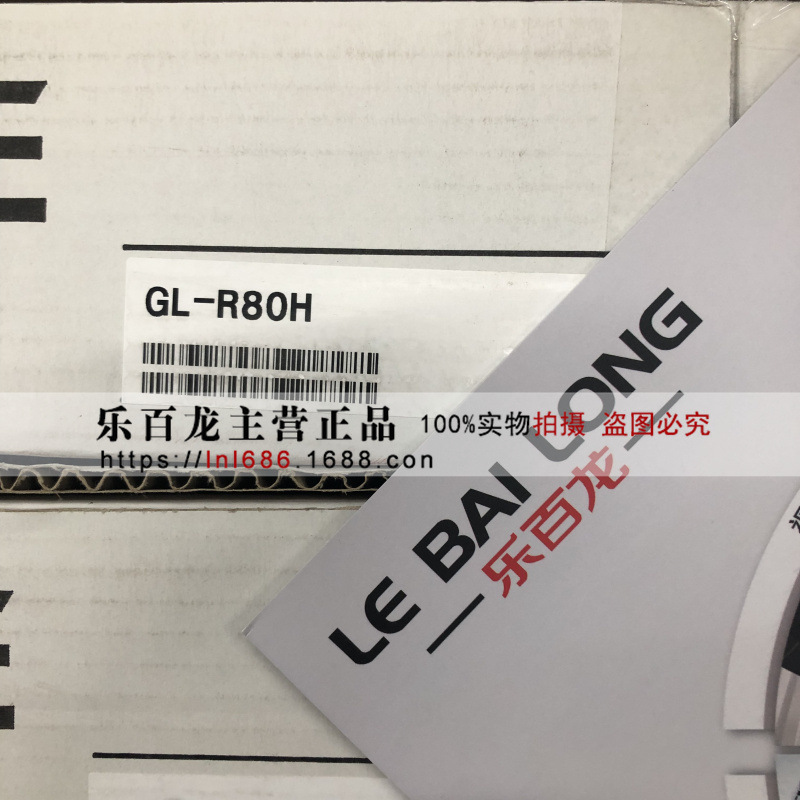 GL-R80H
乐百龙主营正品 100%实物拍摄 盗图必究
https://lnl686.1688.con
LE BAI LONG
乐百龙